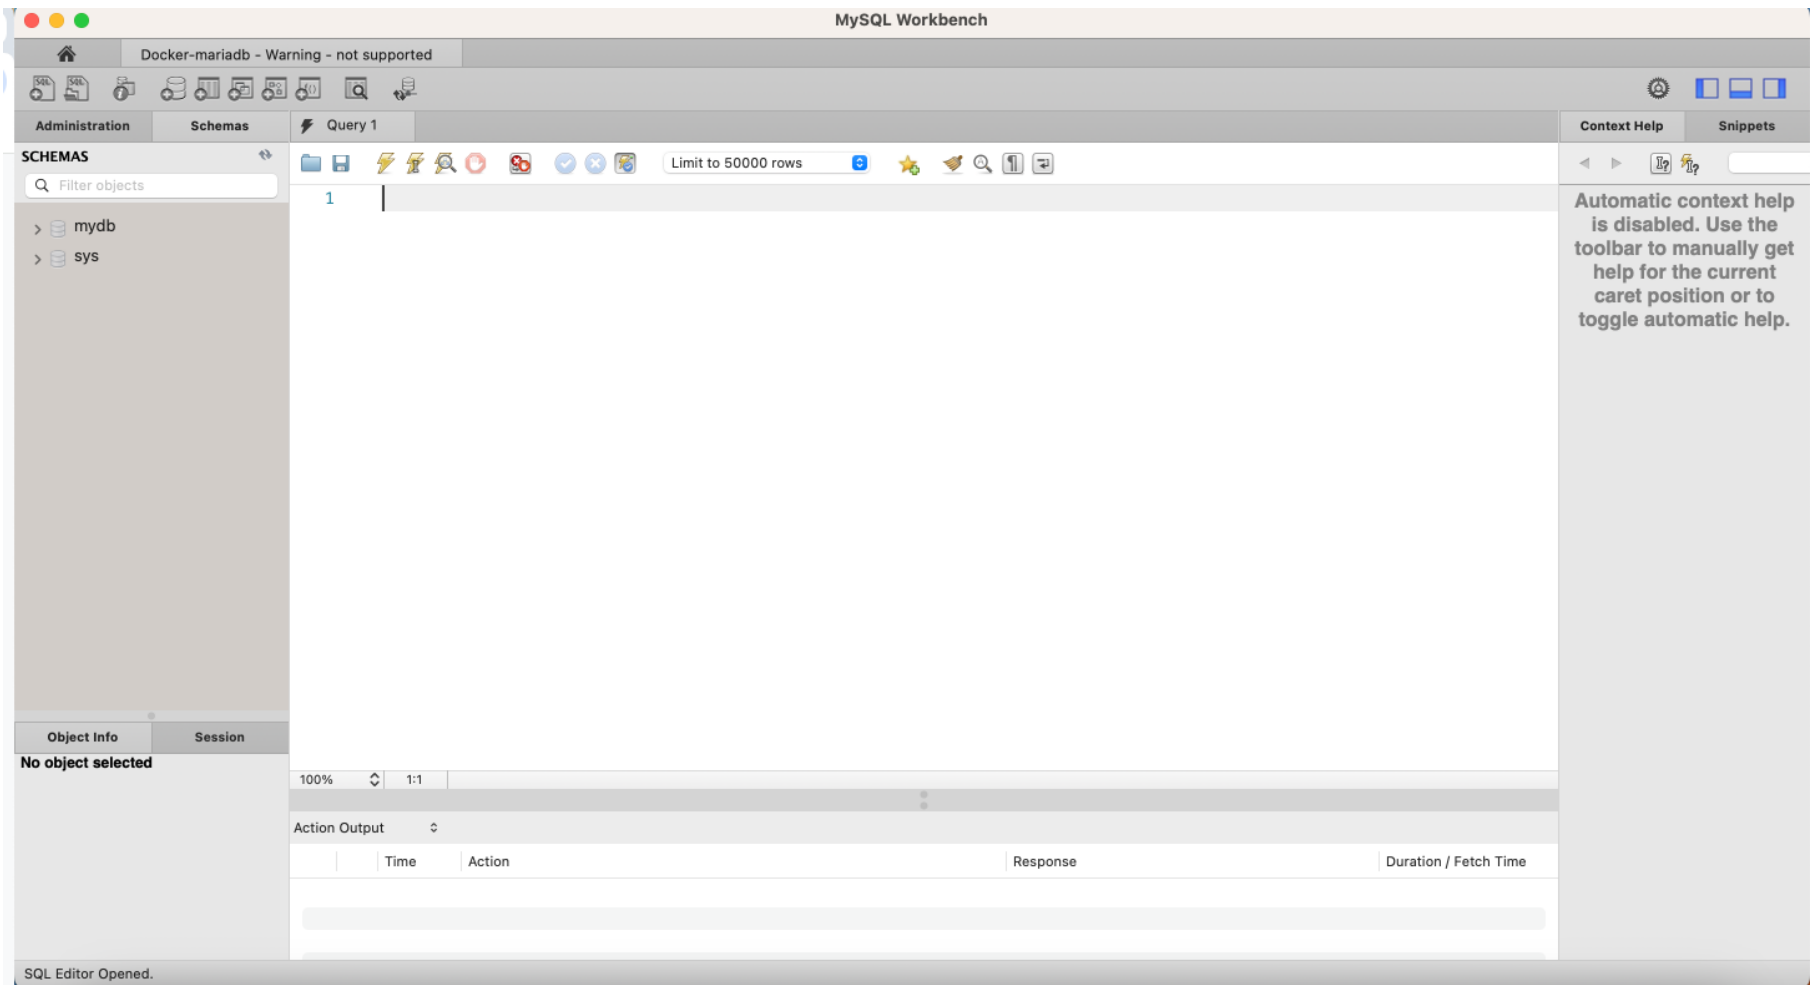 MySQL Workbench
Docker-mariadb - Warning - not supported
Administration
Schemas
Query 1
Context Help
Snippets
SCHEMAS
Limit to 50000 rows
Filter objects
1
mydb
sys
Automatic context help
is disabled. Use the
toolbar to manually get
help for the current
caret position or to
toggle automatic help.
Object Info
Session
No object selected
100%
1:1
Action Output
Time
Action
Response
Duration / Fetch Time
SQL Editor Opened.